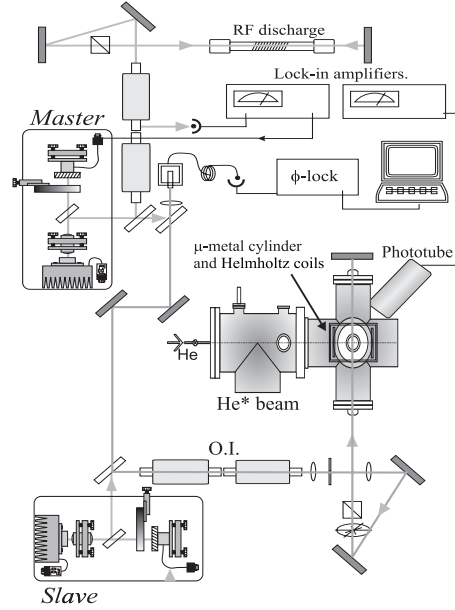 RF discharge
Lock-in amplifiers.
Master
ϕ-lock
μ-metal cylinder
and Helmholtz coils
Phototube
He
He* beam
O.I.
Slave